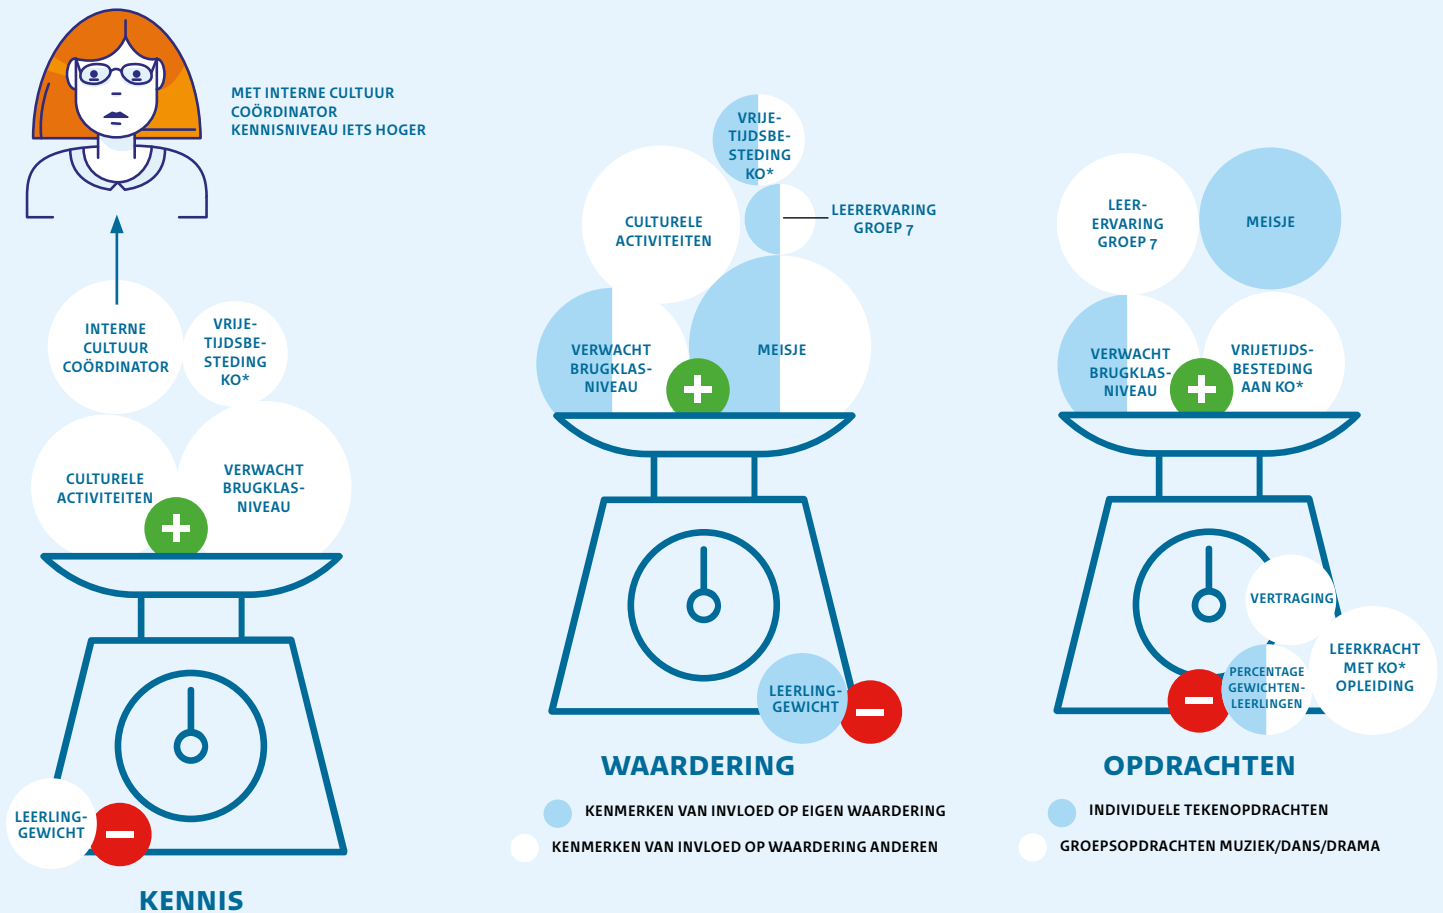 MET INTERNE CULTUUR
COÖRDINATOR
KENNISNIVEAU IETS HOGER
INTERNE
CULTUUR
COÖRDINATOR
VRIJE-
TIJDSBE-
STEDING
KO*
CULTURELE
ACTIVITEITEN
VERWACHT
BRUGKLAS-
NIVEAU
LEERLING-
GEWICHT
KENNIS
VRIJE-
TIJDSBE-
STEDING
KO*
CULTURELE
ACTIVITEITEN
LEERERVARING
GROEP 7
VERWACHT
BRUGKLAS-
NIVEAU
MEISJE
LEERLING-
GEWICHT
WAARDERING
KENMERKEN VAN INVLOED OP EIGEN WAARDERING
KENMERKEN VAN INVLOED OP WAARDERING ANDEREN
LEER-
ERVARING
GROEP 7
MEISJE
VERWACHT
BRUGKLAS-
NIVEAU
VRIJETIJDS-
BESTEDING
AAN KO*
VERTRAGING
LEERKRACHT
MET KO*
OPLEIDING
PERCENTAGE
GEWICHTEN-
LEERLINGEN
OPDRACHTEN
INDIVIDUELE TEKENOPDRACHTEN
GROEPSOPDRACHTEN MUZIEK/DANS/DRAMA